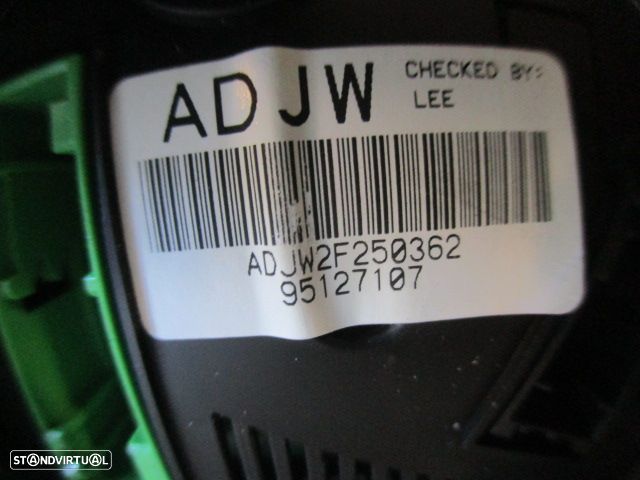 ADJW
CHECKED BY:
LEE
ADJW2F250362
95127107
STANDVIRTUAL